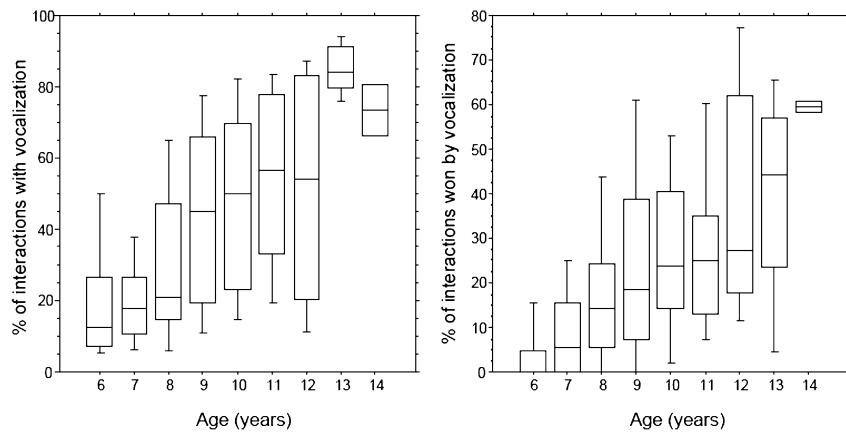 % of interactions with vocalization
100
80
60
40
20
0
6 7 8 9 10 11 12 13 14
Age (years)
% of interactions won by vocalization
80
70
60
50
40
30
20
10
0
6 7 8 9 10 11 12 13 14
Age (years)